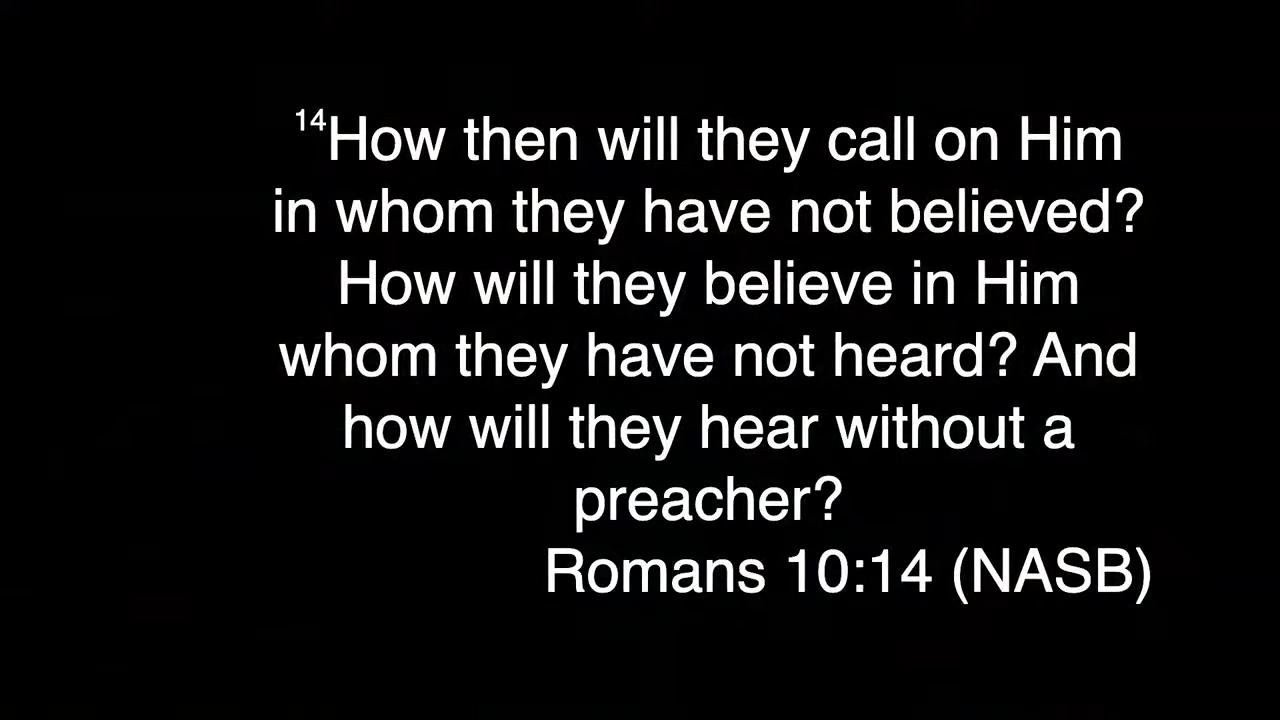 14How then will they call on Him
in whom they have not believed?
How will they believe in Him
whom they have not heard? And
how will they hear without a
preacher?
Romans 10:14 (NASB)